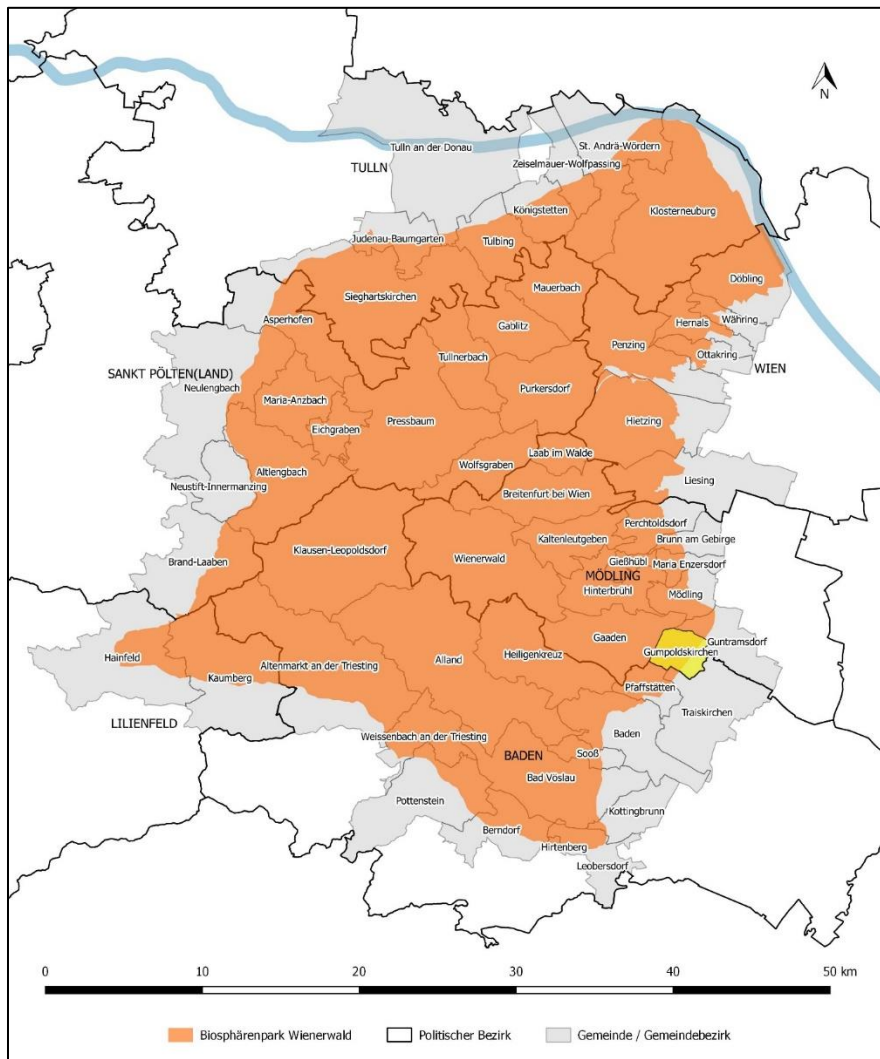 N
Tulln an der Donau
St. Andrä-Wördern
TULLN
Zeiselmauer-Wolfpassing
Königstetten
Klosterneuburg
Judenau-Baumgarten
Tulbing
Döbling
Mauerbach
Sieghartskirchen
Asperhofen
Gablitz
Hernals
Währing
Penzing
Ottakring
Tullnerbach
WIEN
SANKT PÖLTEN(LAND)
Neulengbach
Purkersdorf
Maria-Anzbach
Pressbaum
Hietzing
Eichgraben
Laab im Walde
Wolfsgraben
Altlengbach
Liesing
Neustift-Innermanzing
Breitenfurt bei Wien
Perchtoldsdorf
Kaltenleutgeben
Brunn am Gebirge
Klausen-Leopoldsdorf
Wienerwald
Brand-Laaben
Gießhübl
Maria Enzersdorf
MÖDLING
Hinterbrühl
Mödling
Gaaden
Guntramsdorf
Heiligenkreuz
Gumpoldskirchen
Hainfeld
Alland
Altenmarkt an der Triesting
Kaumberg
Pfaffstätten
Traiskirchen
LILIENFELD
Weissenbach an der Triesting
Baden
BADEN
Sooß
Bad Vöslau
Pottenstein
Kottingbrunn
Berndorf
Hirtenberg
Leobersdorf
0 10 20 30 40 50 km
Biosphärenpark Wienerwald Politischer Bezirk Gemeinde / Gemeindebezirk